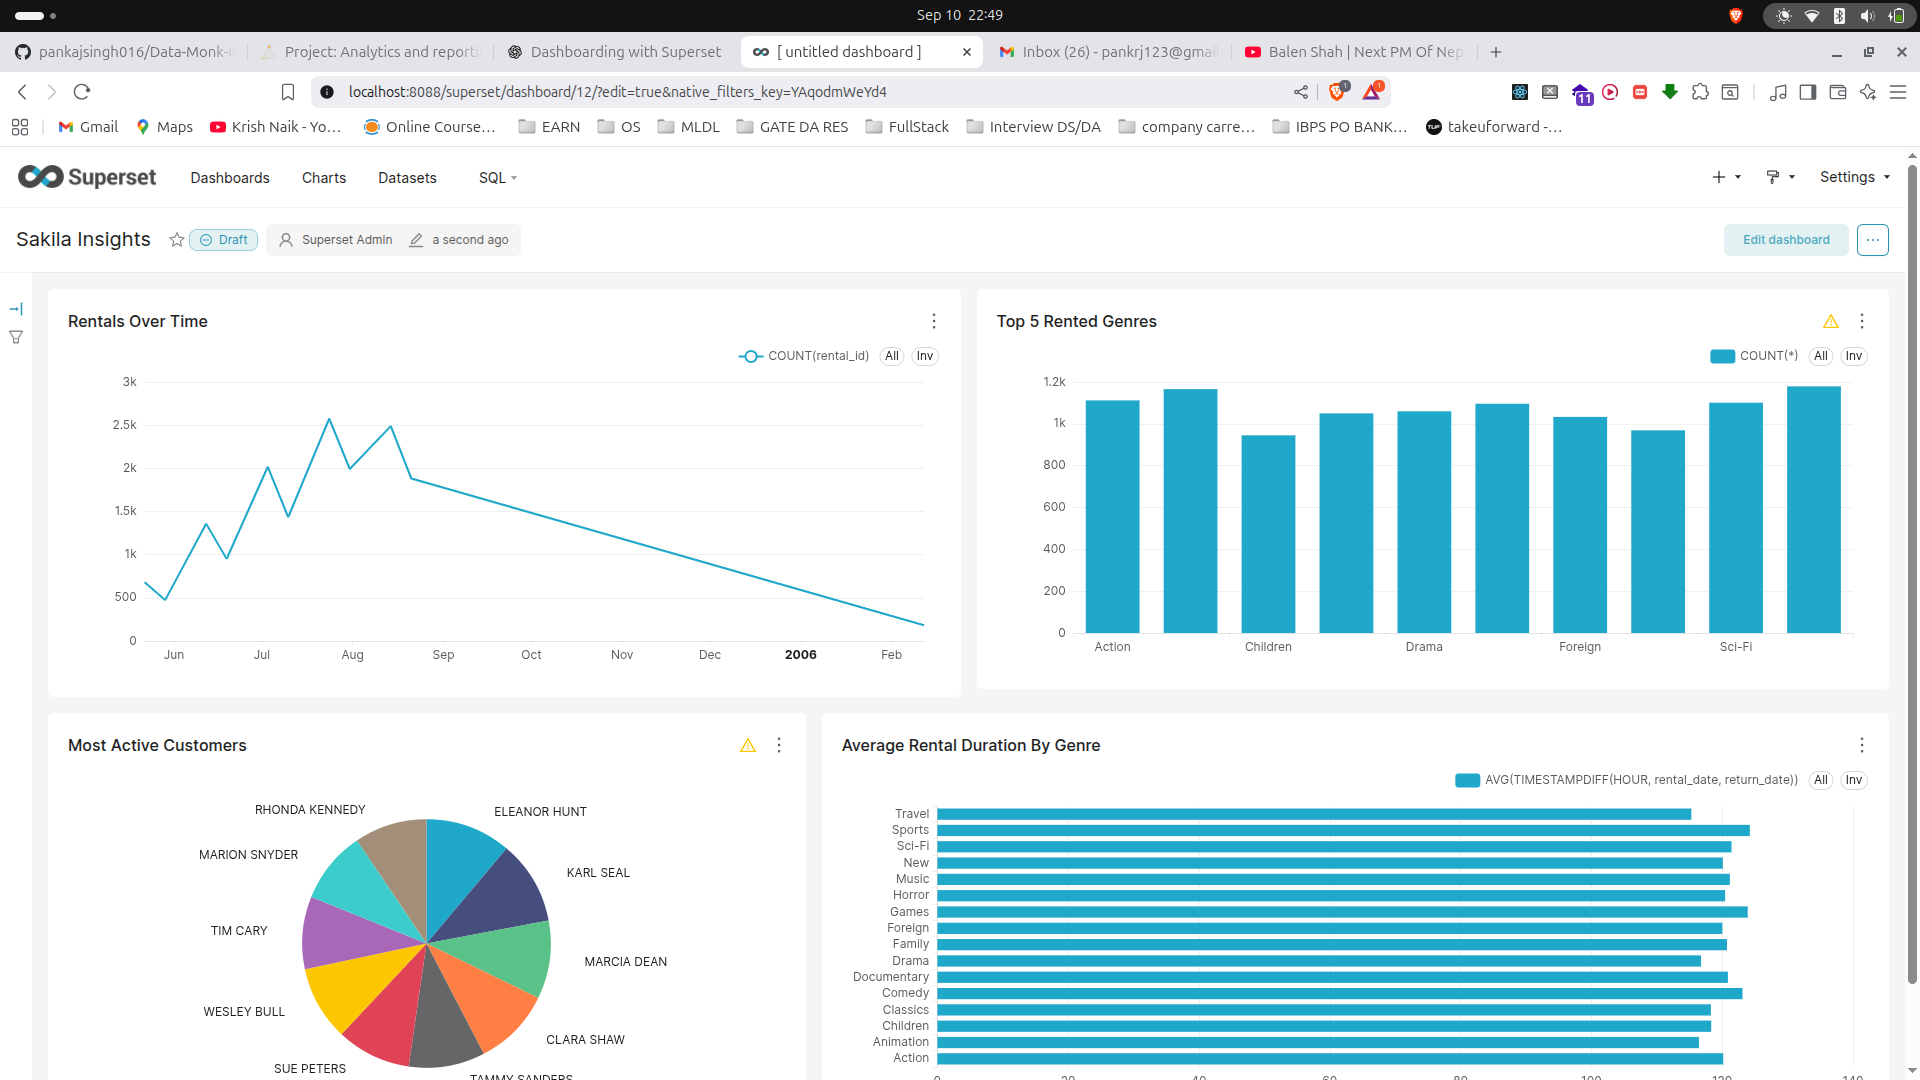 Sep 10 22:49
pankajsingh016/Data-Monk-I
Project: Analytics and reporti
Dashboarding with Superset
[ untitled dashboard ]
Inbox (26) - pankrj123@gmai
Balen Shah | Next PM Of Nep
localhost:8088/superset/dashboard/12/?edit=true&native_filters_key=YAqodmWeYd4
1
1
11
Gmail
Maps
Krish Naik - Yo…
Online Course…
EARN
OS
MLDL
GATE DA RES
FullStack
Interview DS/DA
company carre…
IBPS PO BANK…
takeuforward -…
Superset
Dashboards
Charts
Datasets
SQL
Settings
Sakila Insights
Draft
Superset Admin
a second ago
Edit dashboard
Rentals Over Time
COUNT(rental_id)
All
Inv
3k
2.5k
2k
1.5k
1k
500
0
Jun
Jul
Aug
Sep
Oct
Nov
Dec
2006
Feb
Top 5 Rented Genres
COUNT(*)
All
Inv
1.2k
1k
800
600
400
200
0
Action
Children
Drama
Foreign
Sci-Fi
Most Active Customers
RHONDA KENNEDY
ELEANOR HUNT
MARION SNYDER
KARL SEAL
TIM CARY
MARCIA DEAN
WESLEY BULL
CLARA SHAW
SUE PETERS
TAMMY SANDERS
Average Rental Duration By Genre
AVG(TIMESTAMPDIFF(HOUR, rental_date, return_date))
All
Inv
Travel
Sports
Sci-Fi
New
Music
Horror
Games
Foreign
Family
Drama
Documentary
Comedy
Classics
Children
Animation
Action
0
20
40
60
80
100
120
140